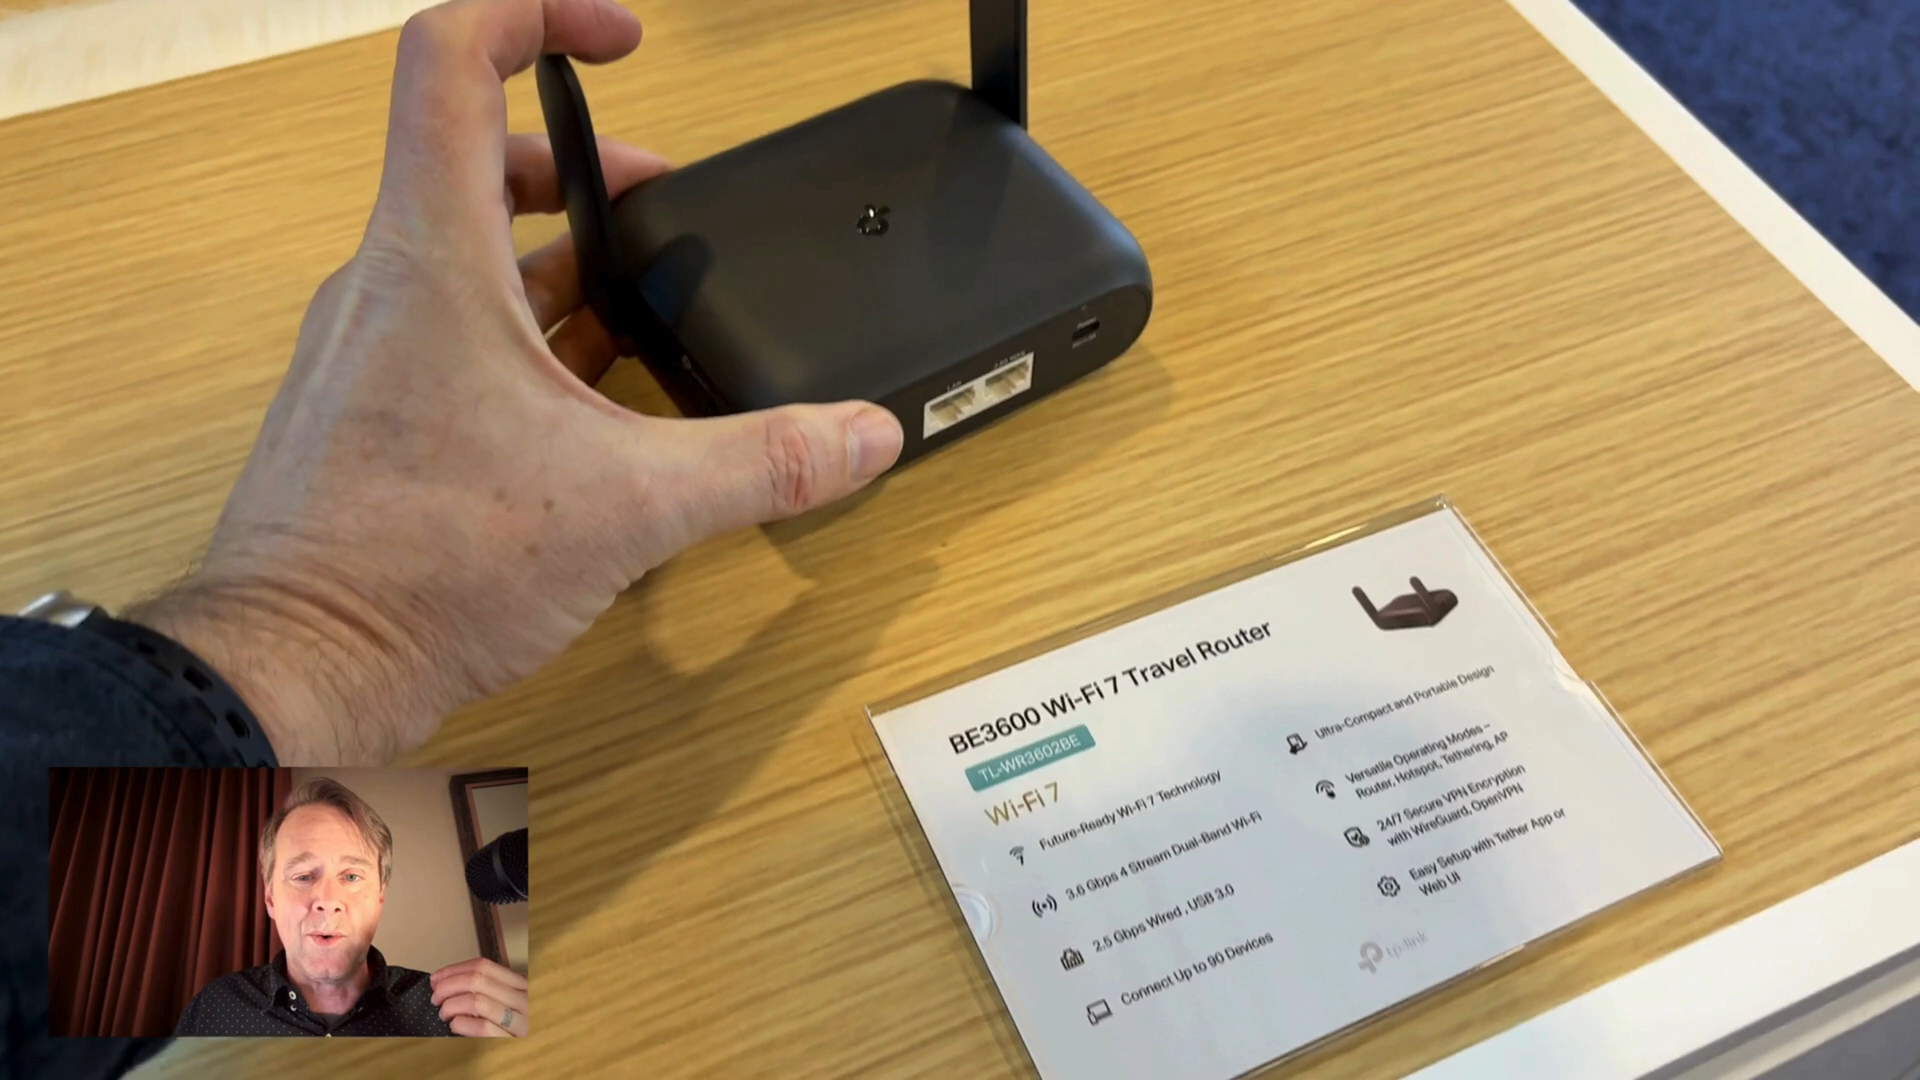 LAN
BE3600 Wi-Fi 7 Travel Router
TL-WR3602BE
Wi-Fi 7
Future-Ready Wi-Fi 7 Technology
3.6 Gbps 4 Stream Dual-Band Wi-Fi
2.5 Gbps Wired , USB 3.0
Connect Up to 90 Devices
Ultra-Compact and Portable Design
Versatile Operating Modes –
Router, Hotspot, Tethering, AP
24/7 Secure VPN Encryption
with WireGuard, OpenVPN
Easy Setup with Tether App or
Web UI
tp-link